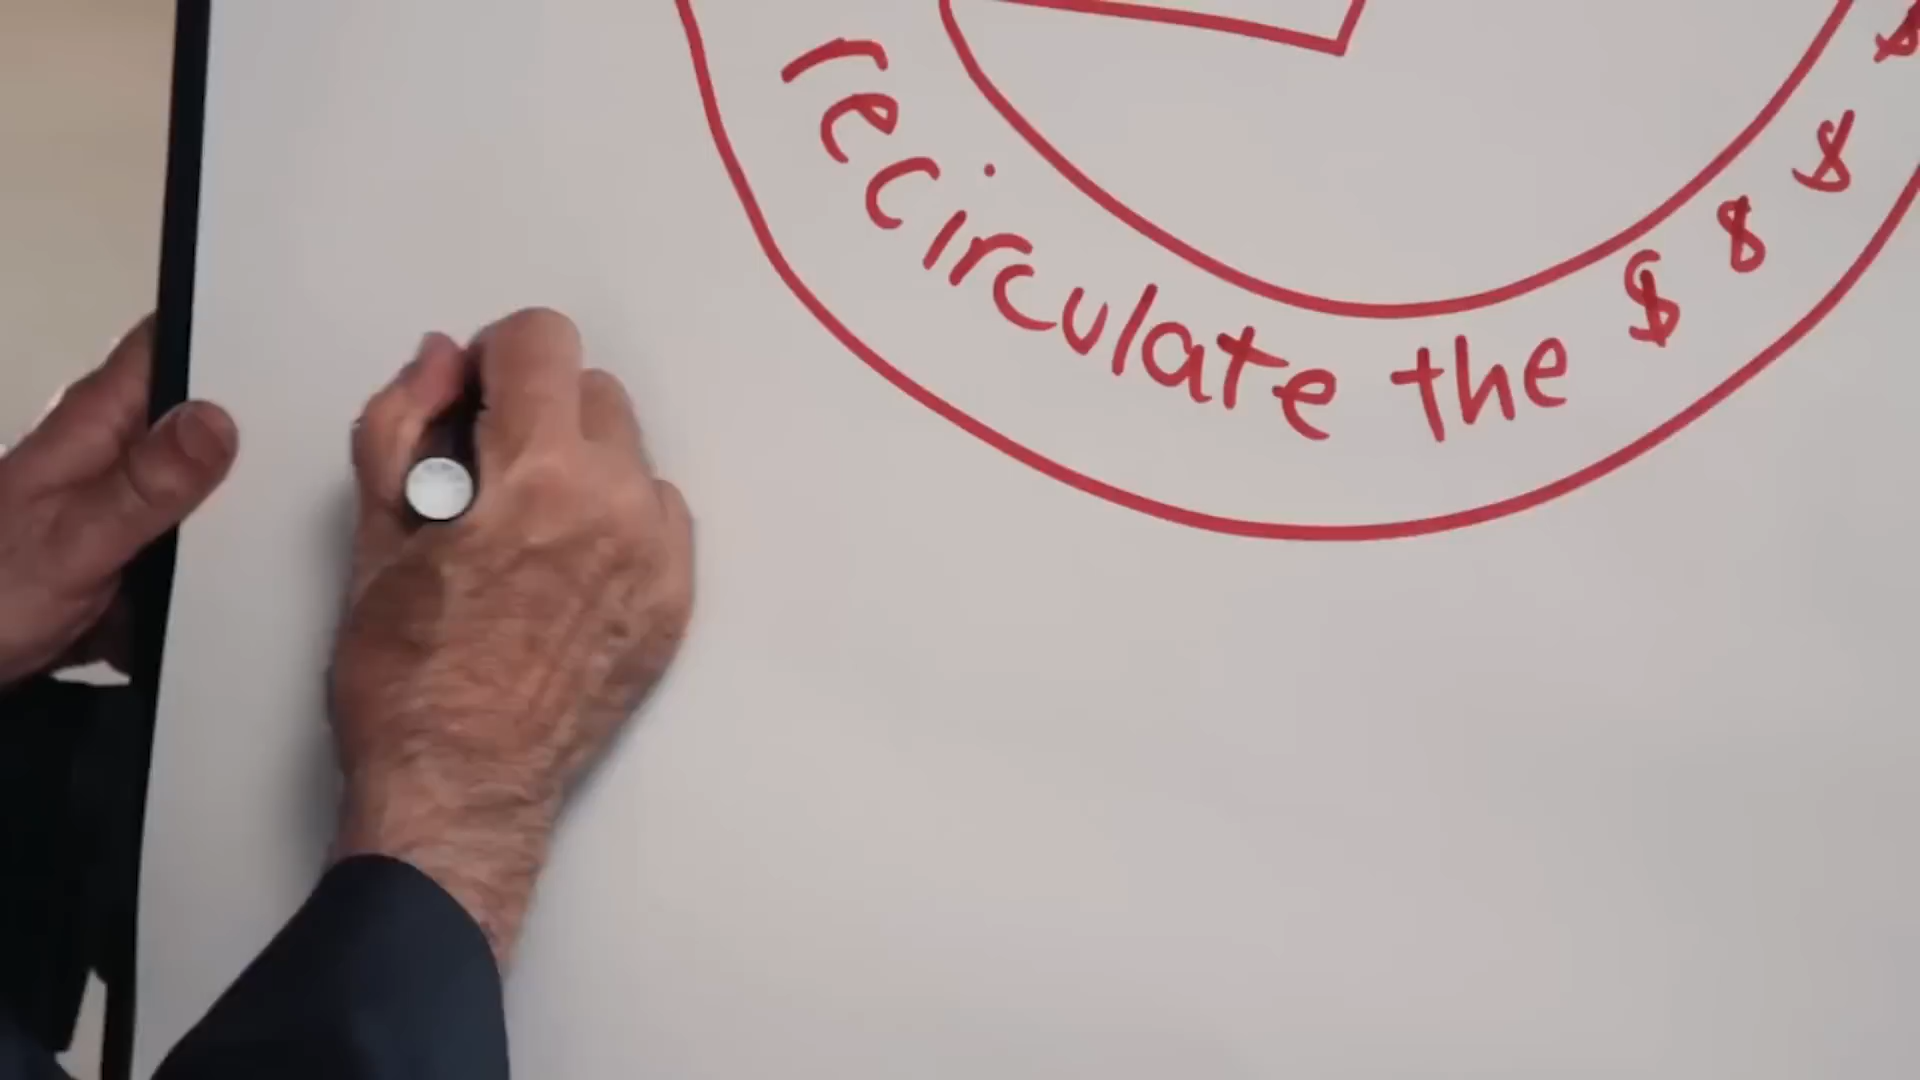 recirculate the $ $ $ $